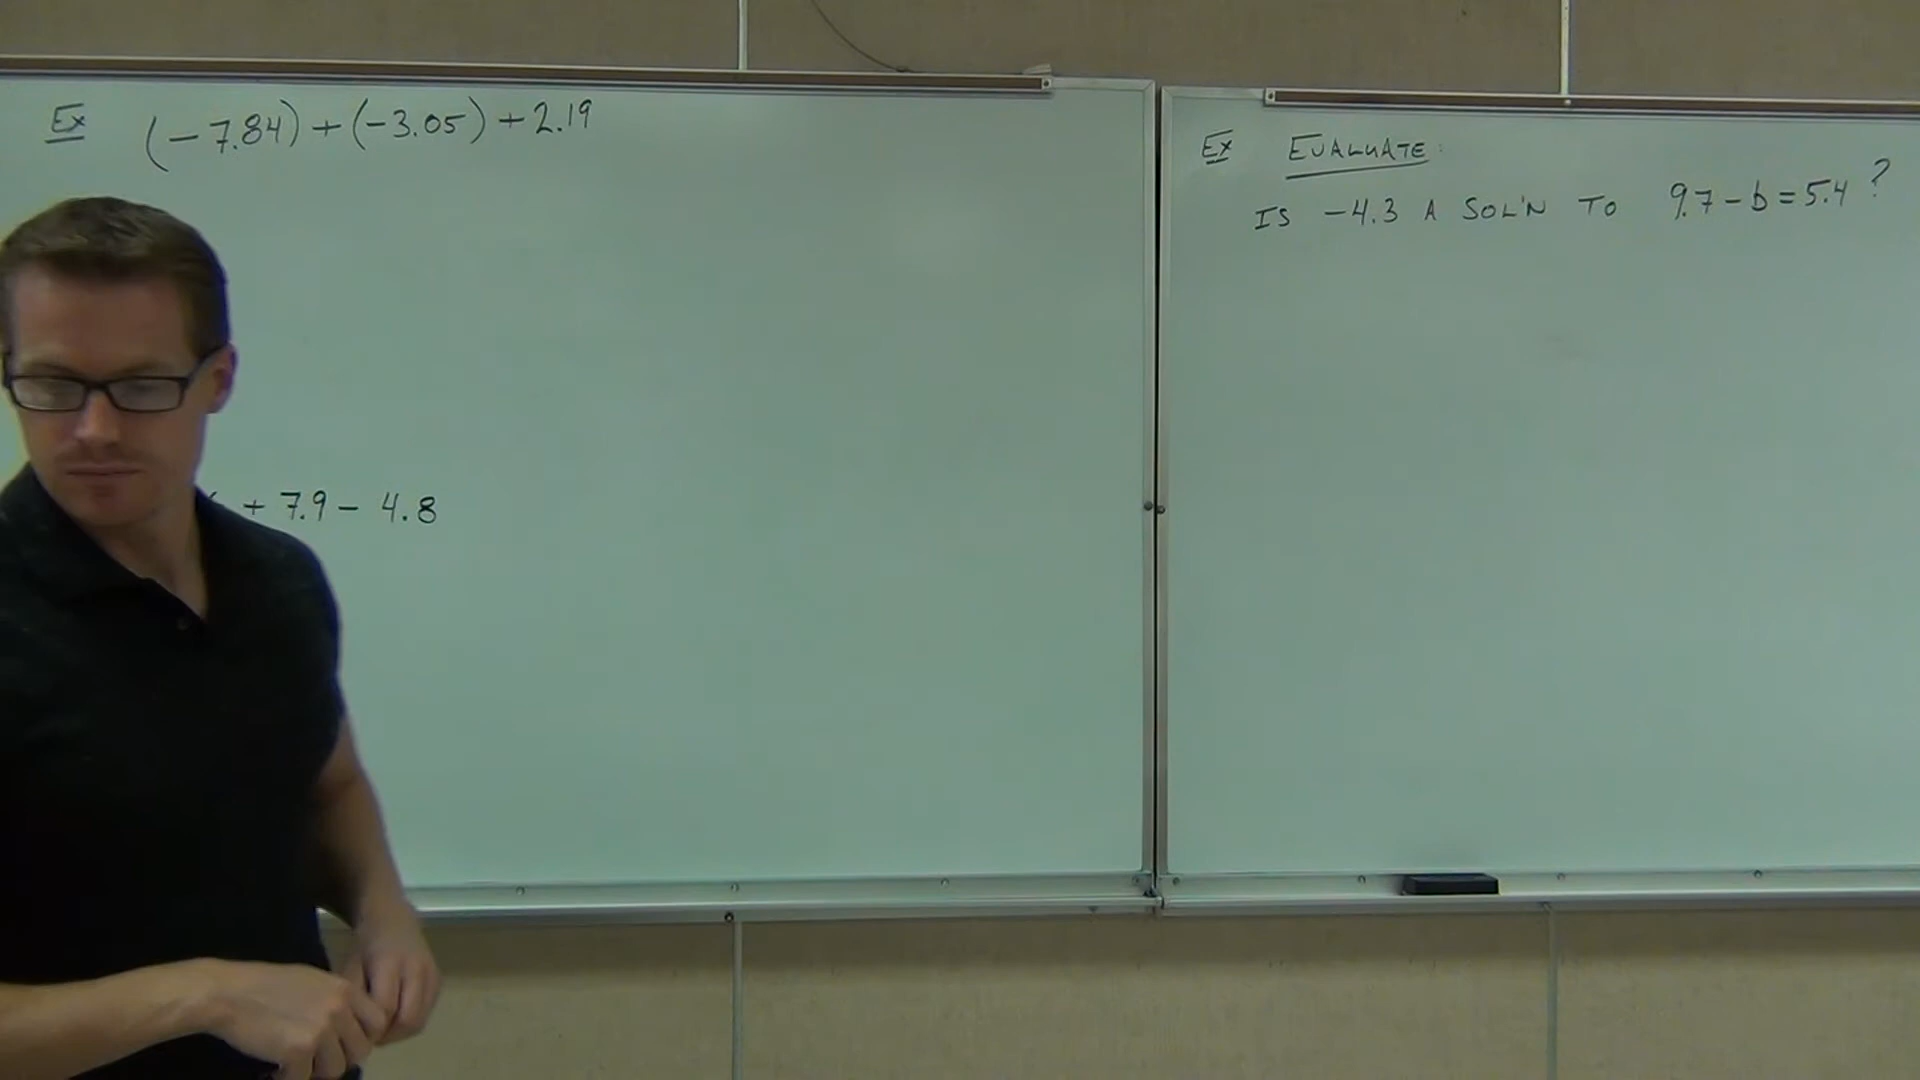 Ex (-7.84) + (-3.05) + 2.19
+ 7.9 - 4.8
Ex EVALUATE:
IS -4.3 A SOL'N TO 9.7 - b = 5.4 ?